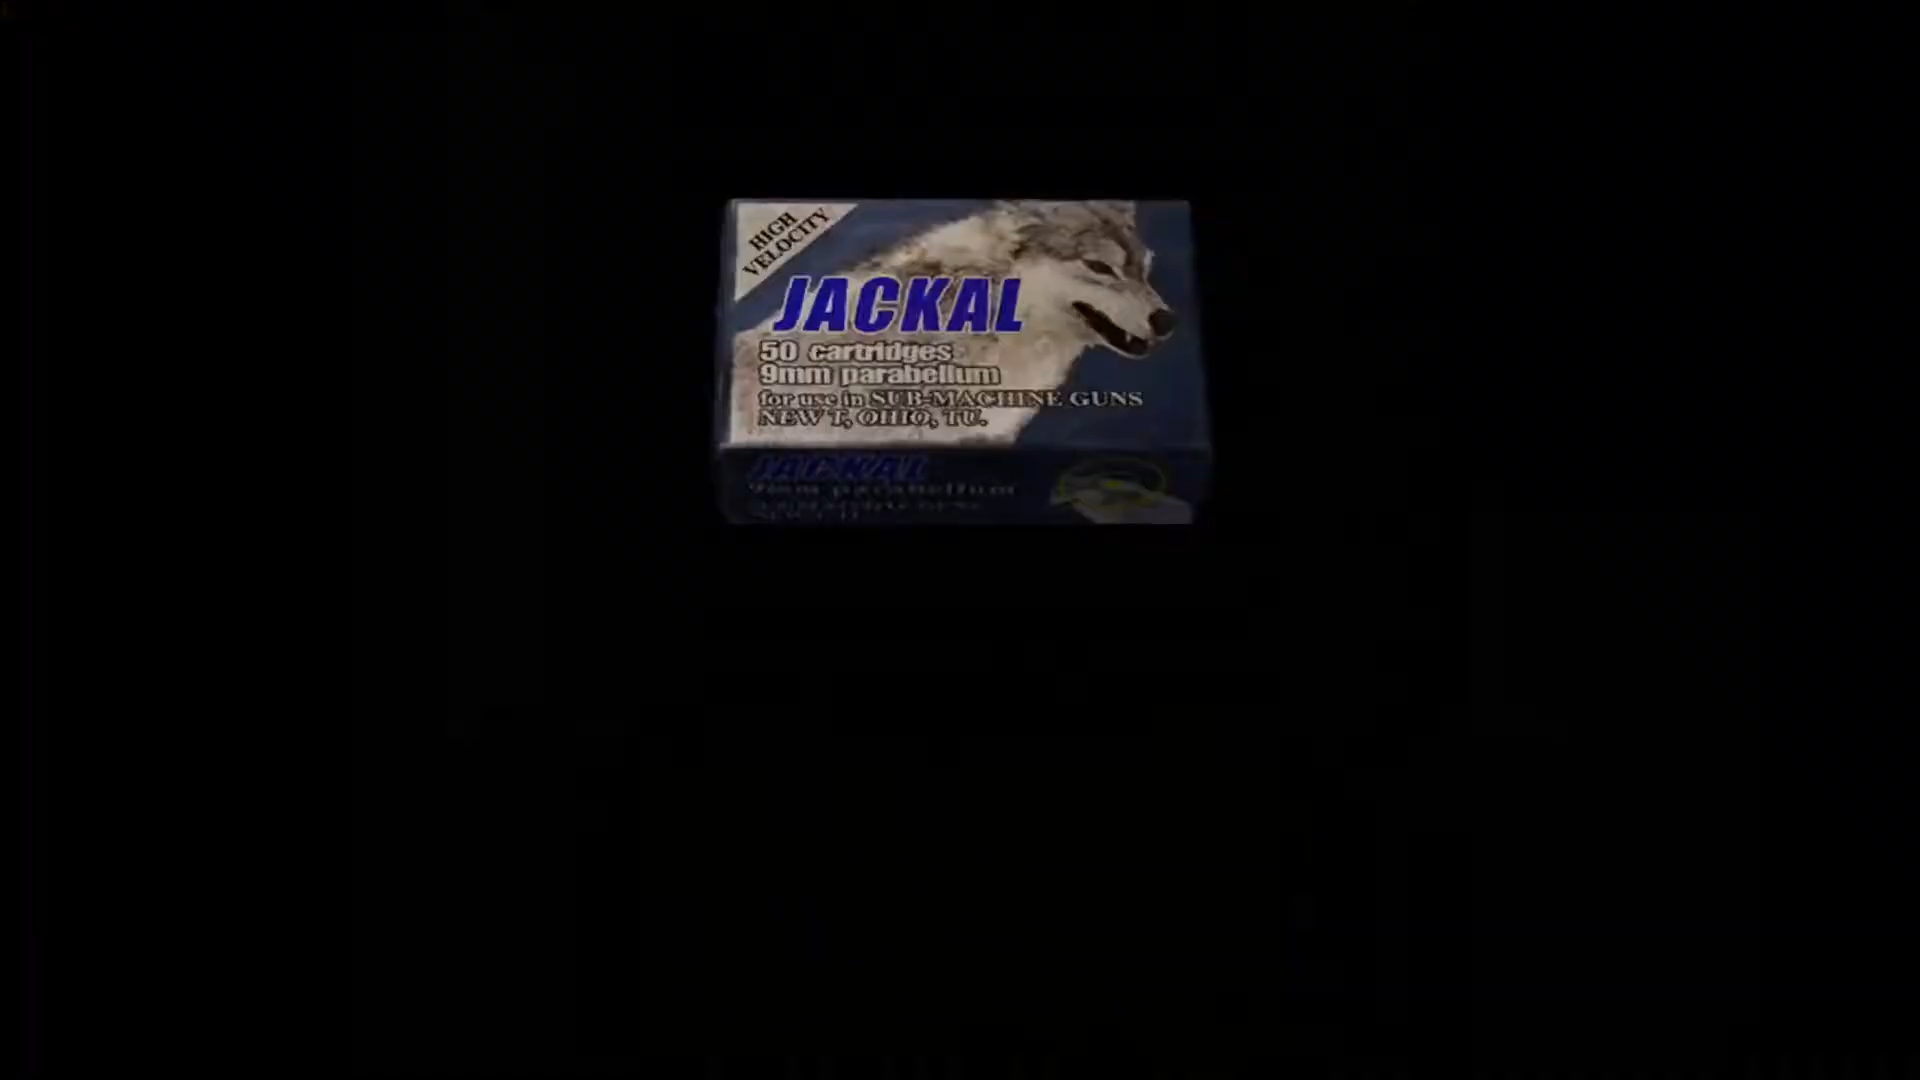 HIGH
VELOCITY
JACKAL
50 cartridges
9mm parabellum
for use in SUB-MACHINE GUNS
NEW T, OHIO, TU.
JACKAL
9mm parabellum